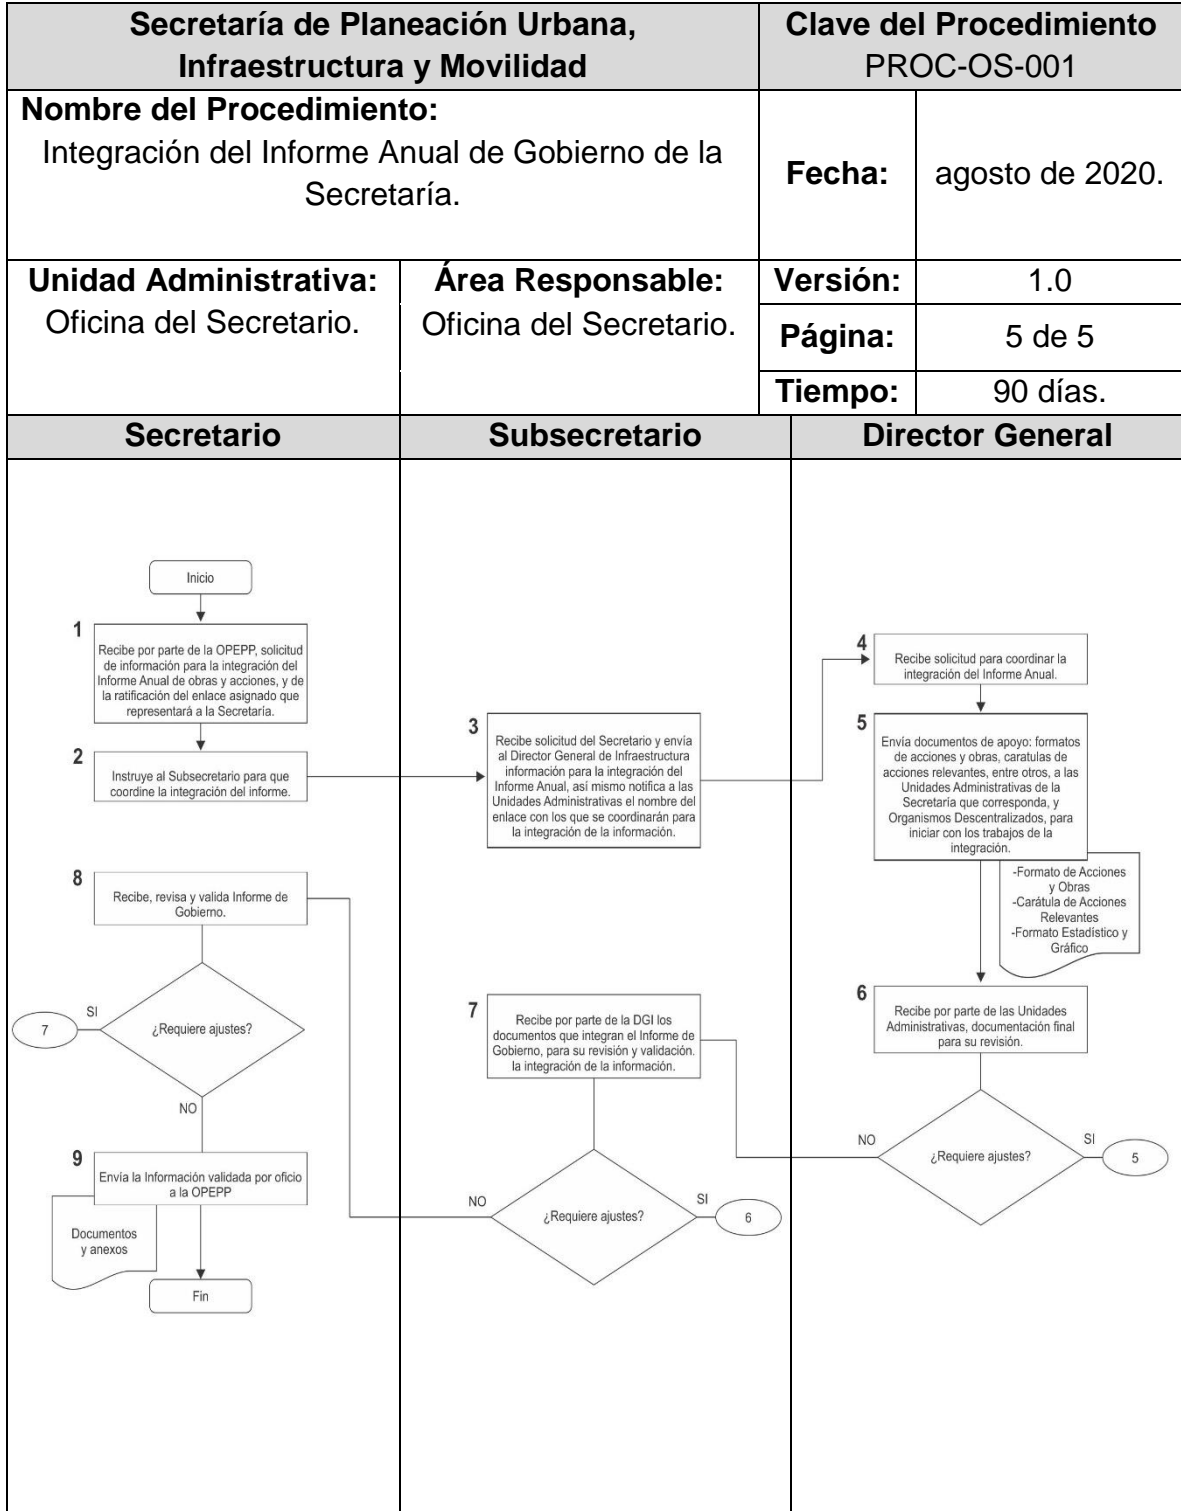 Secretaría de Planeación Urbana,
Infraestructura y Movilidad
Clave del Procedimiento
PROC-OS-001
Nombre del Procedimiento:
Integración del Informe Anual de Gobierno de la
Secretaría.
Fecha:
agosto de 2020.
Unidad Administrativa:
Oficina del Secretario.
Área Responsable:
Oficina del Secretario.
Versión:
1.0
Página:
5 de 5
Tiempo:
90 días.
Secretario
Subsecretario
Director General
Inicio
1
Recibe por parte de la OPEPP, solicitud
de información para la integración del
Informe Anual de obras y acciones, y de
la ratificación del enlace asignado que
representará a la Secretaría.
2
Instruye al Subsecretario para que
coordine la integración del informe.
3
Recibe solicitud del Secretario y envía
al Director General de Infraestructura
información para la integración del
Informe Anual, así mismo notifica a las
Unidades Administrativas el nombre del
enlace con los que se coordinarán para
la integración de la información.
4
Recibe solicitud para coordinar la
integración del Informe Anual.
5
Envía documentos de apoyo: formatos
de acciones y obras, caratulas de
acciones relevantes, entre otros, a las
Unidades Administrativas de la
Secretaría que corresponda, y
Organismos Descentralizados, para
iniciar con los trabajos de la
integración.
-Formato de Acciones
y Obras
-Carátula de Acciones
Relevantes
-Formato Estadístico y
Gráfico
6
Recibe por parte de las Unidades
Administrativas, documentación final
para su revisión.
¿Requiere ajustes?
NO
SI
5
7
Recibe por parte de la DGI los
documentos que integran el Informe de
Gobierno, para su revisión y validación.
la integración de la información.
¿Requiere ajustes?
NO
SI
6
8
Recibe, revisa y valida Informe de
Gobierno.
¿Requiere ajustes?
SI
7
NO
9
Envía la Información validada por oficio
a la OPEPP
Documentos
y anexos
Fin